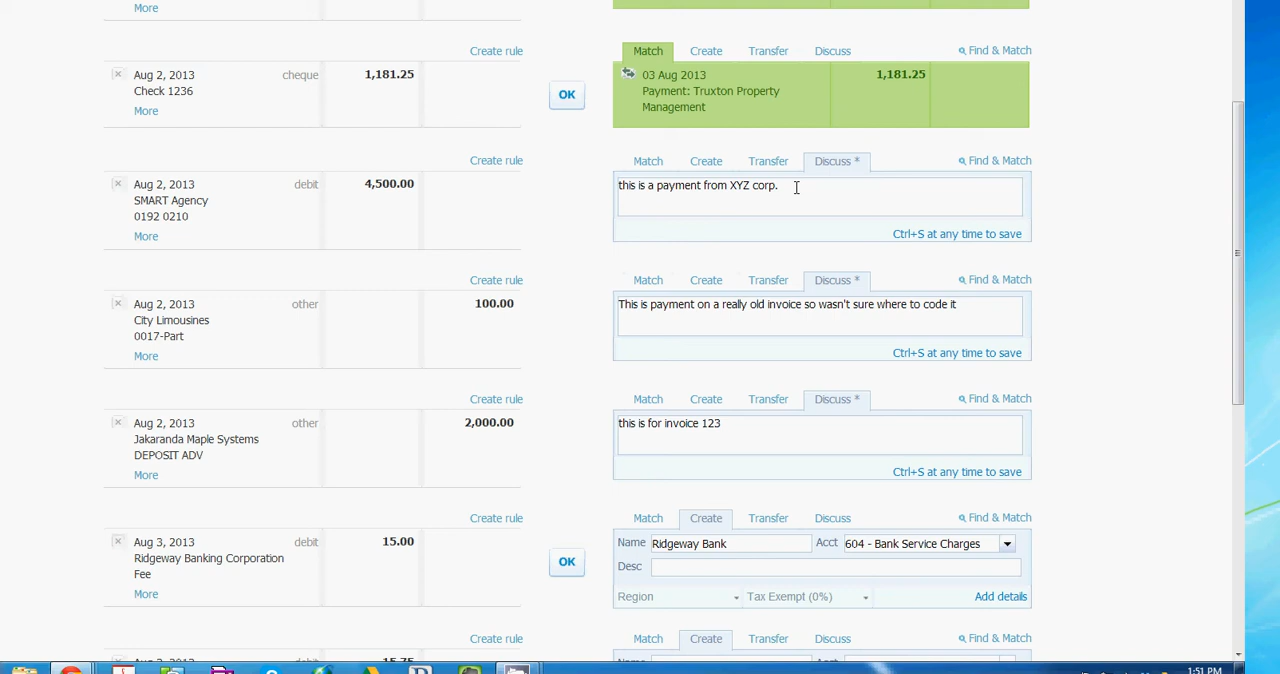 More
Create rule
Match Create Transfer Discuss Find & Match
Aug 2, 2013 cheque 1,181.25
Check 1236
More
OK
03 Aug 2013 1,181.25
Payment: Truxton Property
Management
Create rule
Match Create Transfer Discuss * Find & Match
Aug 2, 2013 debit 4,500.00
SMART Agency
0192 0210
More
this is a payment from XYZ corp.
Ctrl+S at any time to save
Create rule
Match Create Transfer Discuss * Find & Match
Aug 2, 2013 other 100.00
City Limousines
0017-Part
More
This is payment on a really old invoice so wasn't sure where to code it
Ctrl+S at any time to save
Create rule
Match Create Transfer Discuss * Find & Match
Aug 2, 2013 other 2,000.00
Jakaranda Maple Systems
DEPOSIT ADV
More
this is for invoice 123
Ctrl+S at any time to save
Create rule
Match Create Transfer Discuss Find & Match
Aug 3, 2013 debit 15.00
Ridgeway Banking Corporation
Fee
More
OK
Name Ridgeway Bank Acct 604 - Bank Service Charges
Desc
Region Tax Exempt (0%) Add details
Create rule
Match Create Transfer Discuss Find & Match
15.75
1:51 PM